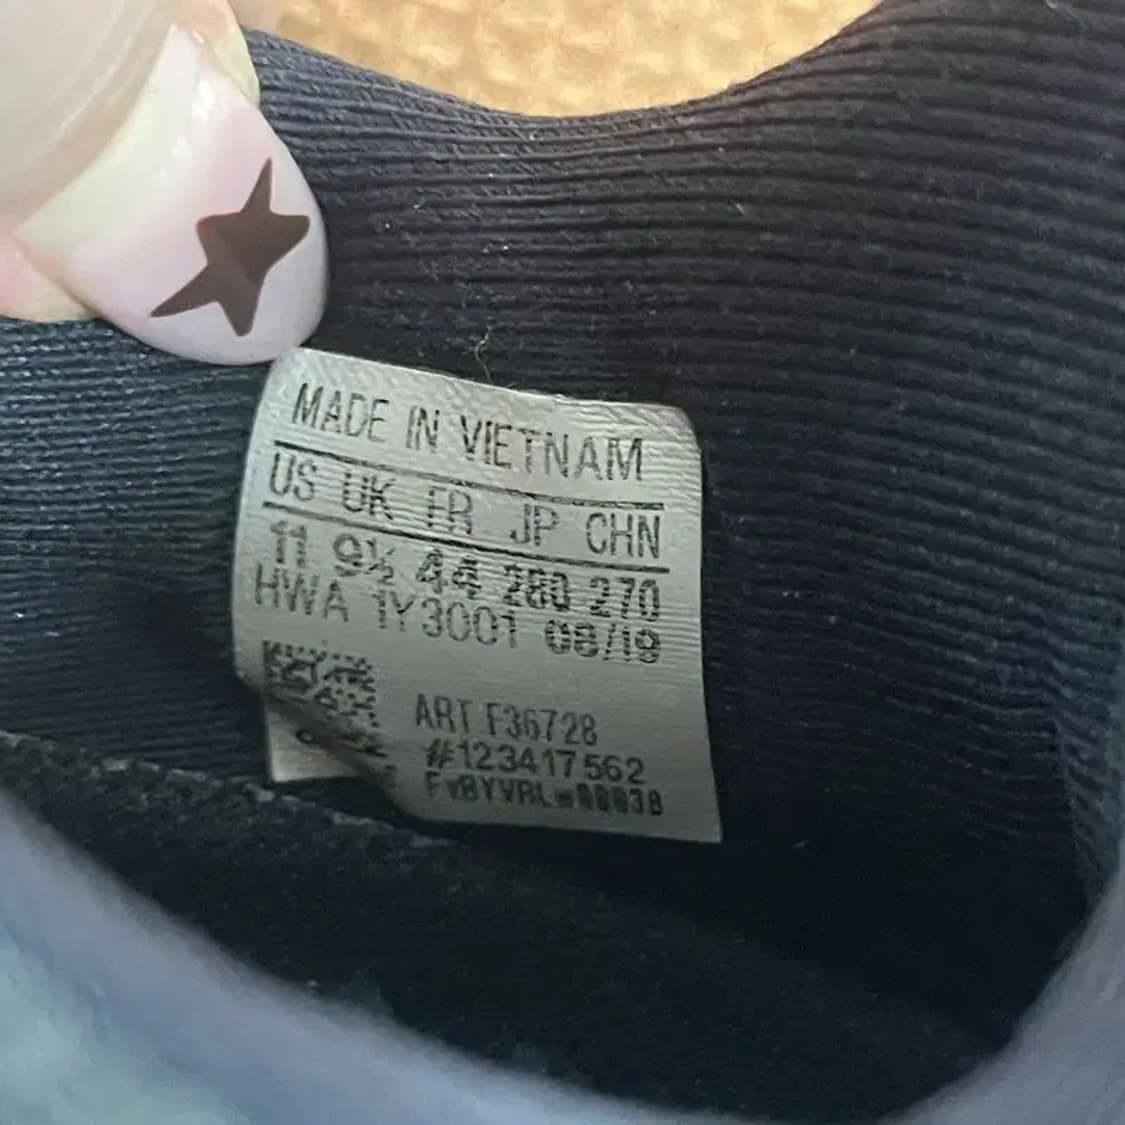 MADE IN VIETNAM
US UK FR JP CHN
11 9½ 44 280 270
HWA 1Y3001 08/19
ART F36728
#123417562